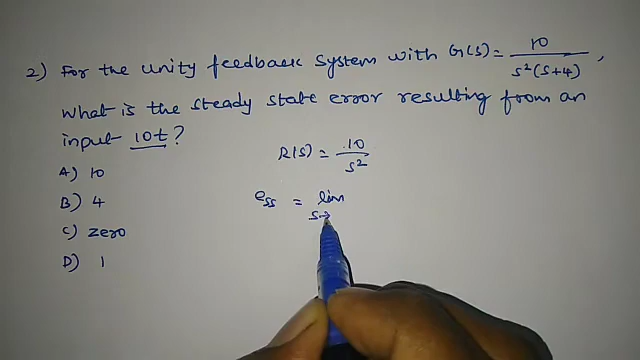 2) For the unity feedback system with G(s) = 10 / s²(s+4) ,
What is the steady state error resulting from an
input 10t ?
R(s) = 10 / s²
A) 10
B) 4
e_ss = lim s→
C) zero
D) 1